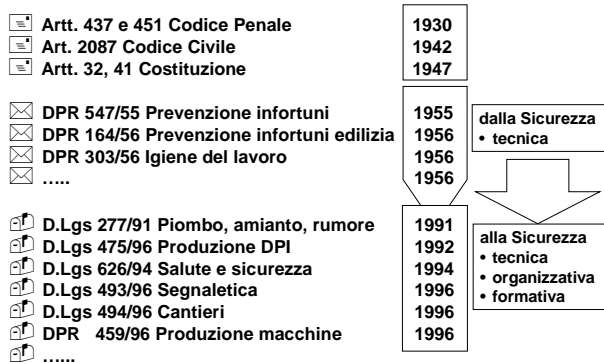 Artt. 437 e 451 Codice Penale 1930
Art. 2087 Codice Civile 1942
Artt. 32, 41 Costituzione 1947
DPR 547/55 Prevenzione infortuni 1955
DPR 164/56 Prevenzione infortuni edilizia 1956
DPR 303/56 Igiene del lavoro 1956
….. 1956
dalla Sicurezza
• tecnica
D.Lgs 277/91 Piombo, amianto, rumore 1991
D.Lgs 475/96 Produzione DPI 1992
D.Lgs 626/94 Salute e sicurezza 1994
D.Lgs 493/96 Segnaletica 1996
D.Lgs 494/96 Cantieri 1996
DPR 459/96 Produzione macchine 1996
…...
alla Sicurezza
• tecnica
• organizzativa
• formativa